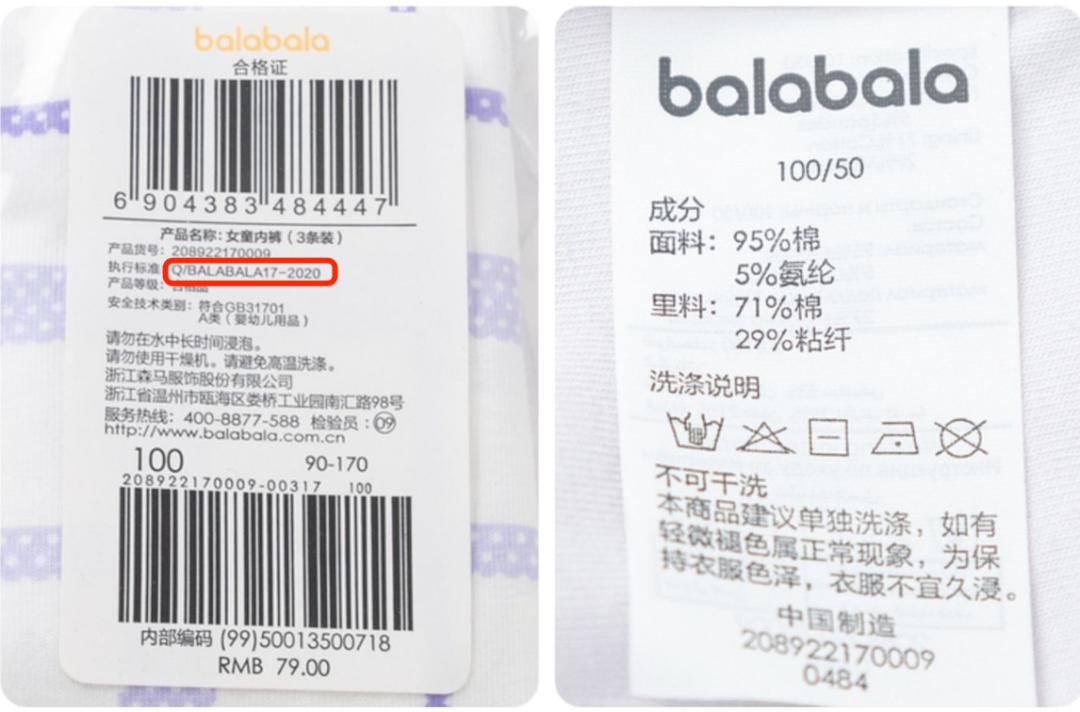 balabala
合格证
6 904383 484447
产品名称：女童内裤（3条装）
产品货号：208922170009
执行标准：Q/BALABALA17-2020
产品等级：合格品
安全技术类别：符合GB31701
A类（婴幼儿用品）
请勿在水中长时间浸泡。
请勿使用干燥机。请避免高温洗涤。
浙江森马服饰股份有限公司
浙江省温州市瓯海区娄桥工业园南汇路98号
服务热线：400-8877-588 检验员：09
http://www.balabala.com.cn
100 90-170
208922170009-00317 100
内部编码 (99)50013500718
RMB 79.00
balabala
100/50
成分
面料：95%棉
5%氨纶
里料：71%棉
29%粘纤
洗涤说明
不可干洗
本商品建议单独洗涤，如有
轻微褪色属正常现象，为保
持衣服色泽，衣服不宜久浸。
中国制造
208922170009
0484